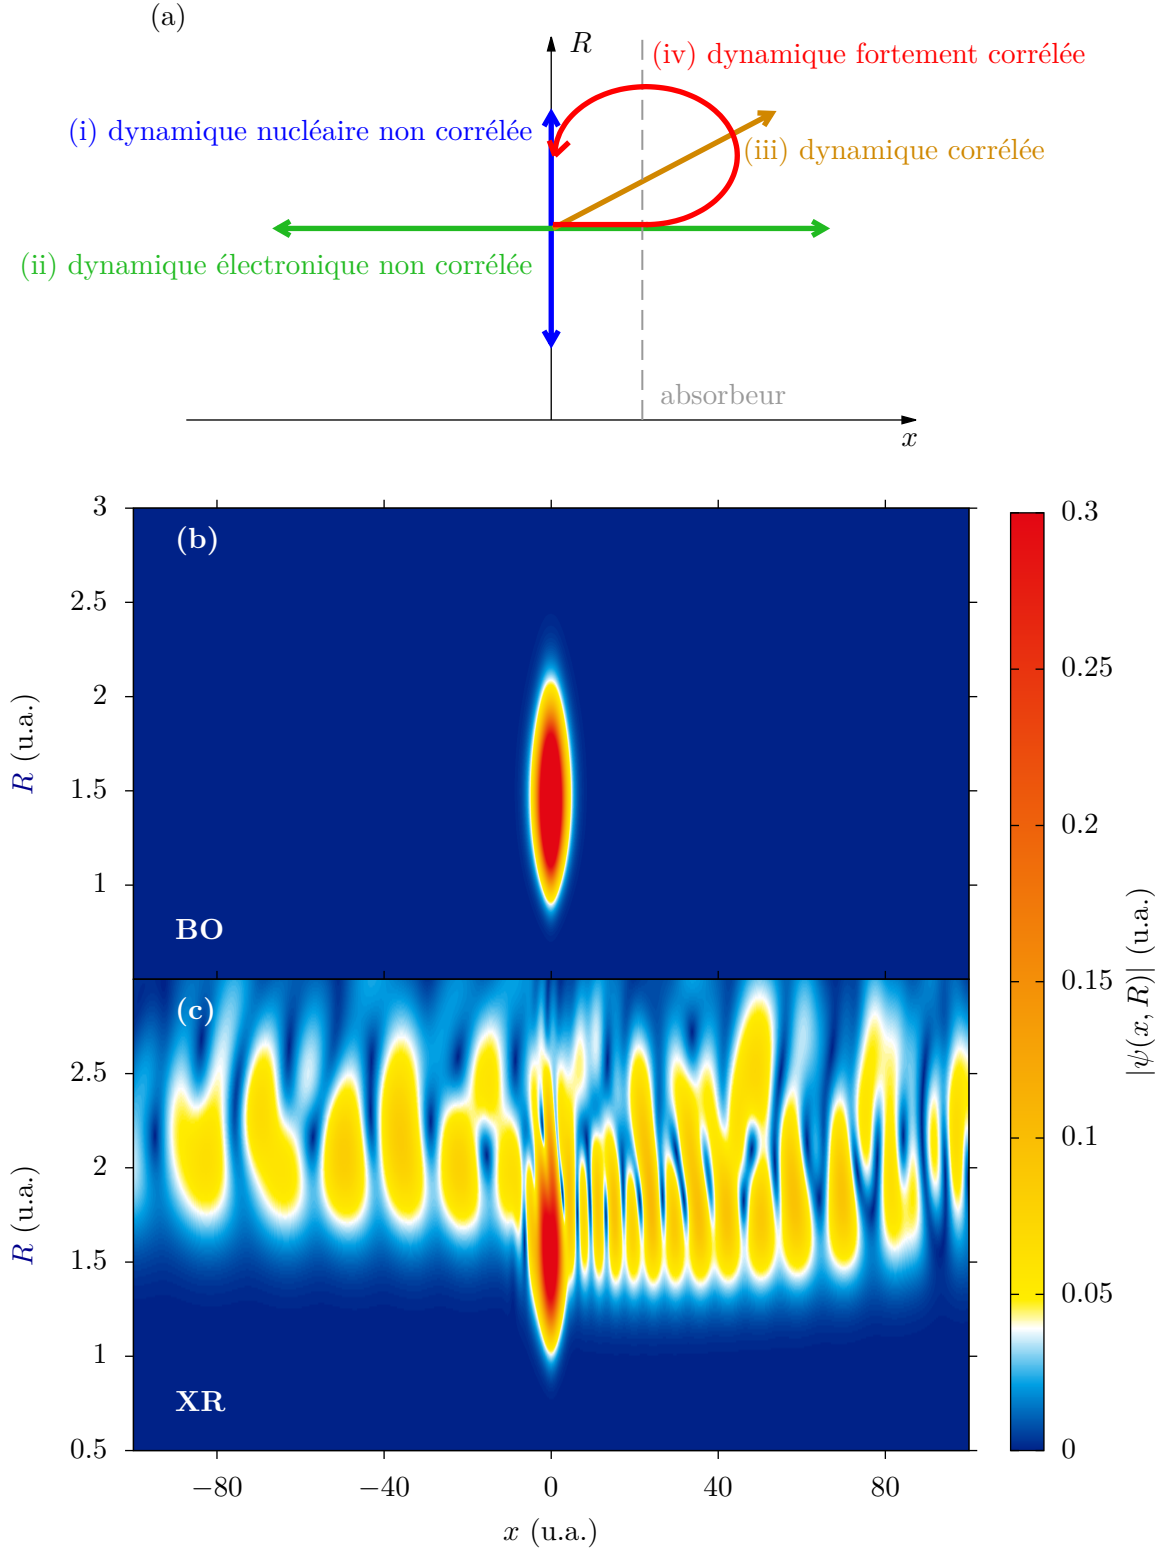 (a)
R
(iv) dynamique fortement corrélée
(i) dynamique nucléaire non corrélée
(iii) dynamique corrélée
(ii) dynamique électronique non corrélée
absorbeur
x
(b)
3
2.5
2
1.5
1
R (u.a.)
BO
(c)
2.5
2
1.5
1
0.5
R (u.a.)
XR
−80
−40
0
40
80
x (u.a.)
0.3
0.25
0.2
0.15
0.1
0.05
0
|ψ(x, R)| (u.a.)